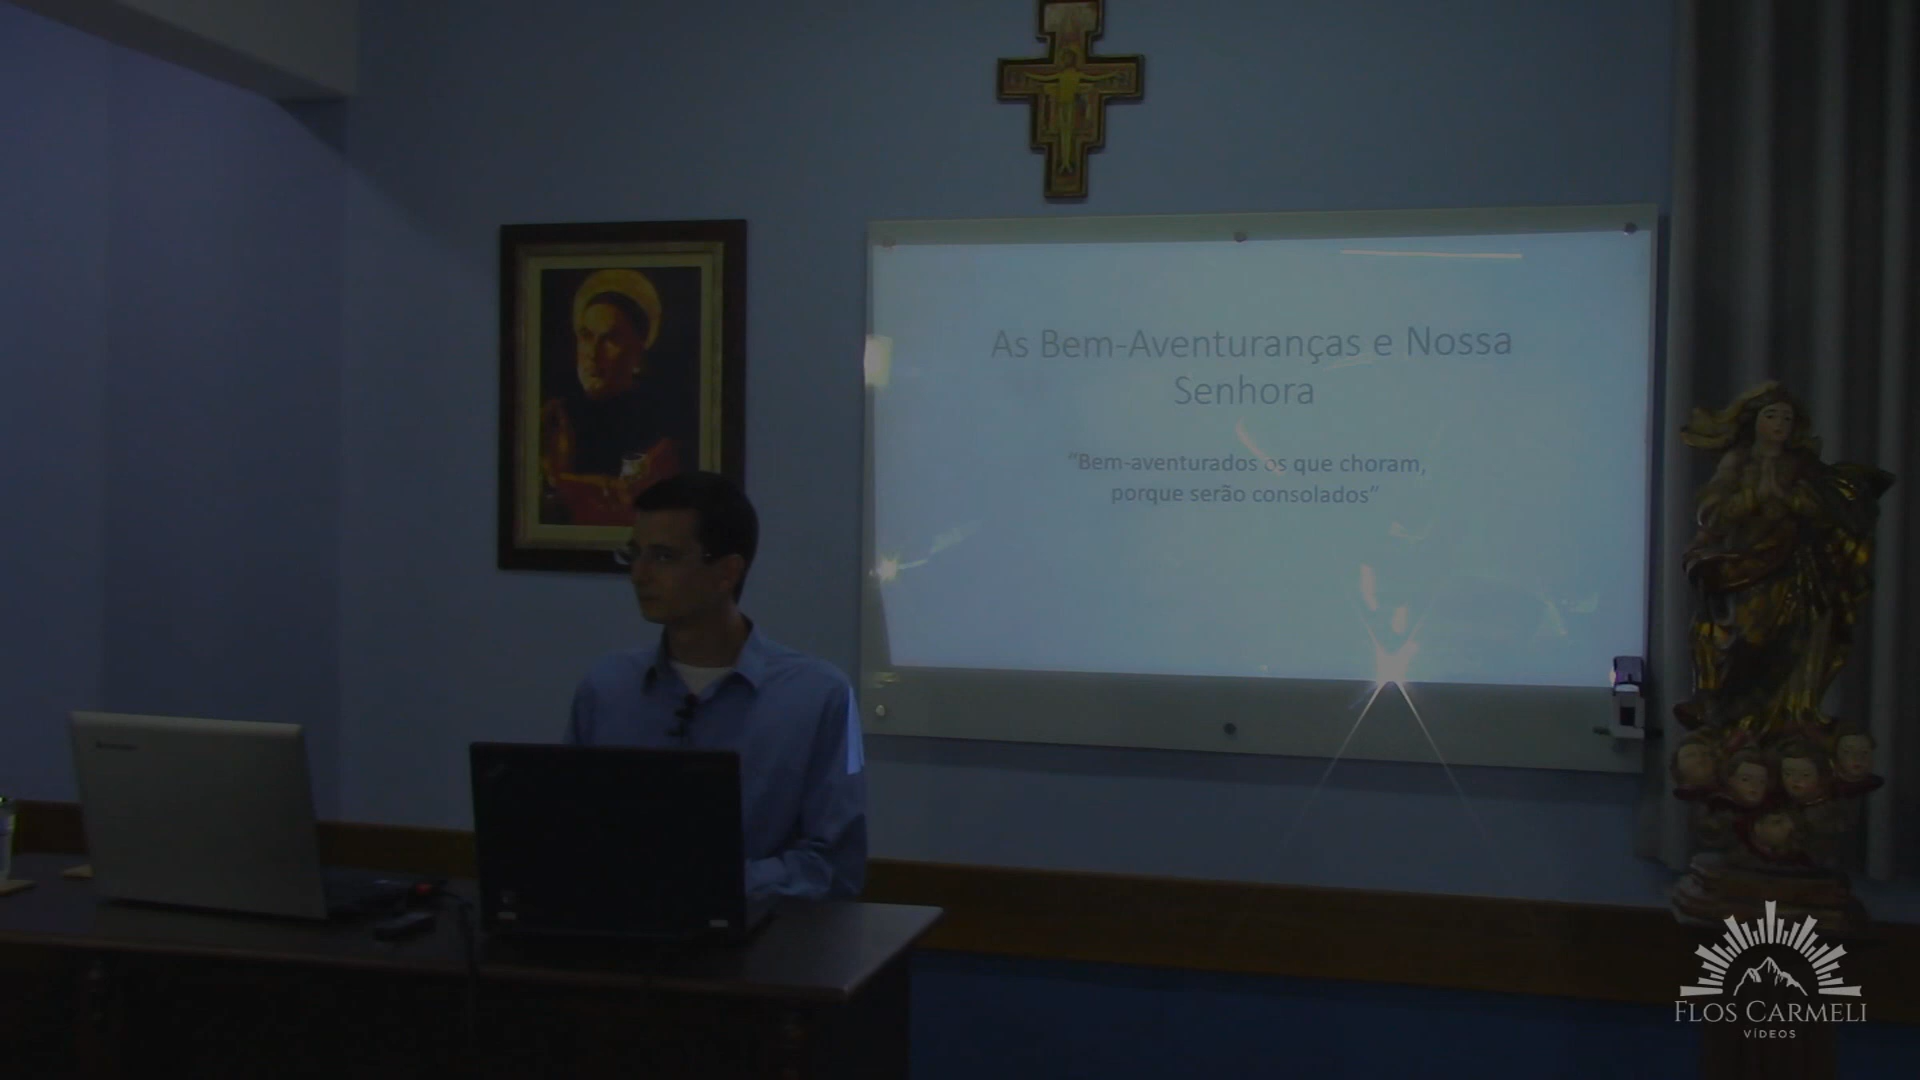 As Bem-Aventuranças e Nossa
Senhora
“Bem-aventurados os que choram,
porque serão consolados”
FLOS CARMELI
VÍDEOS